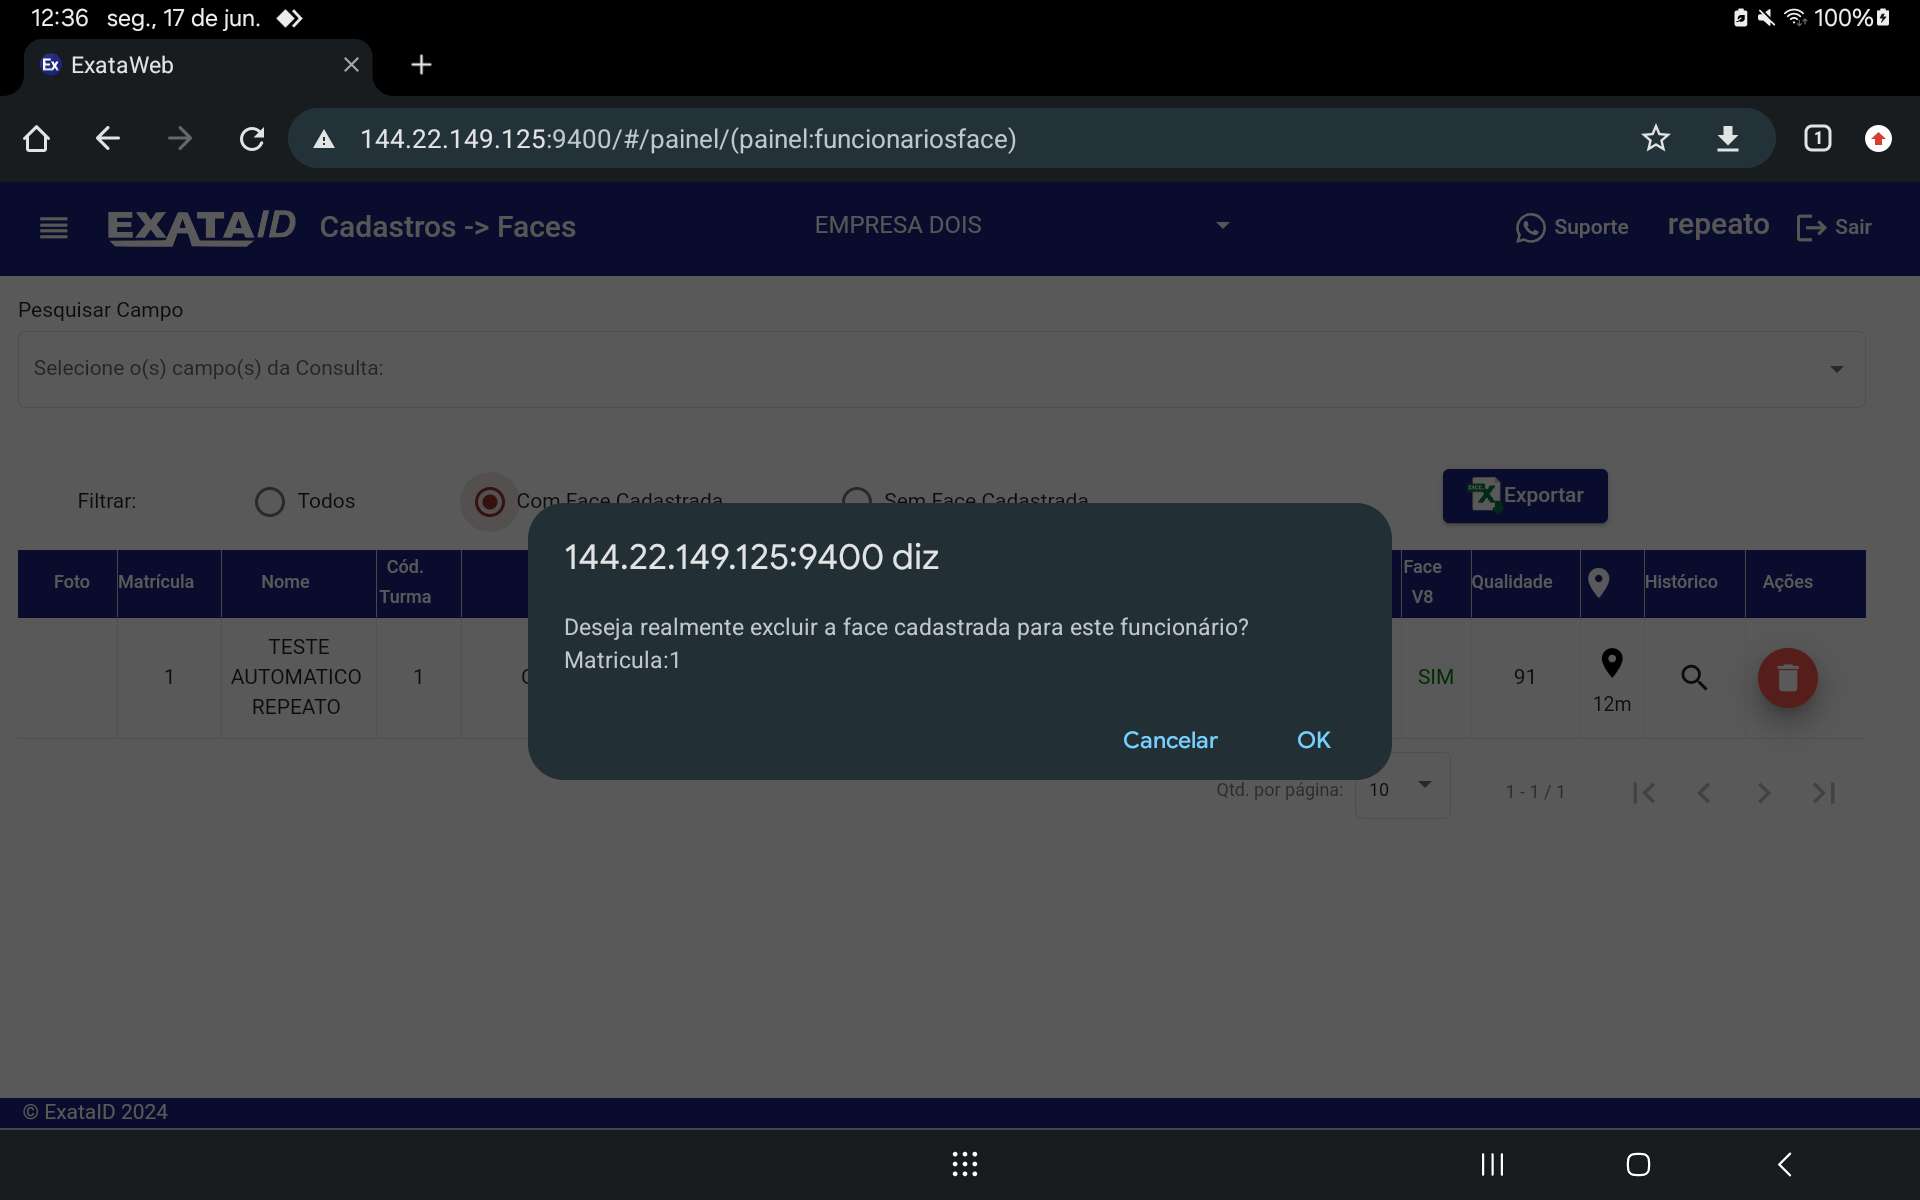 12:36 seg., 17 de jun. 100%
Ex ExataWeb
144.22.149.125:9400/#/painel/(painel:funcionariosface) 1
EXATAID Cadastros -> Faces EMPRESA DOIS Suporte repeato Sair
Pesquisar Campo
Selecione o(s) campo(s) da Consulta:
Filtrar: Todos Com Face Cadastrada Sem Face Cadastrada Exportar
144.22.149.125:9400 diz
Deseja realmente excluir a face cadastrada para este funcionário?
Matricula:1
Cancelar OK
Foto Matrícula Nome Cód. Turma Face V8 Qualidade Histórico Ações
1 TESTE AUTOMATICO REPEATO 1 SIM 91 12m
Qtd. por página: 10 1 - 1 / 1
© ExataID 2024